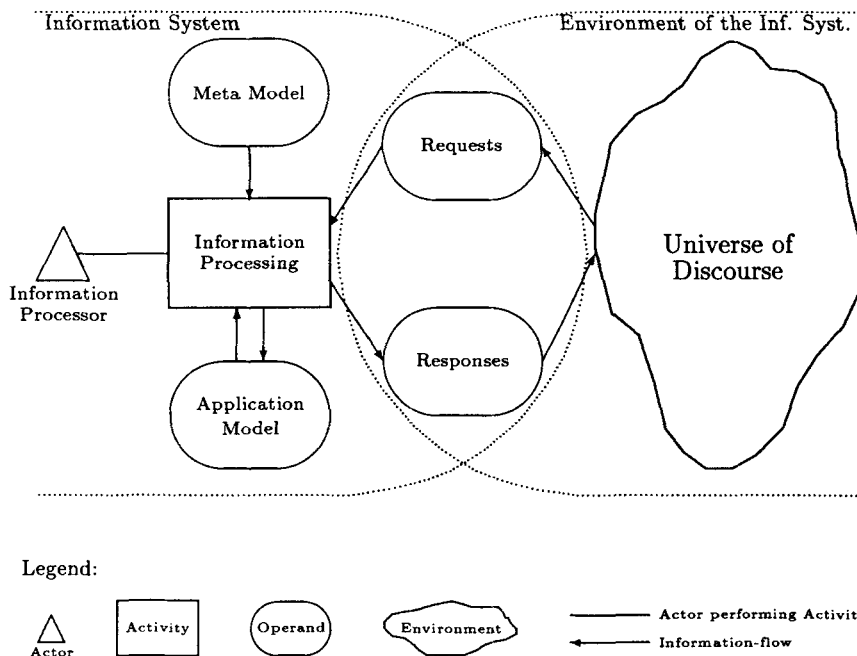 Information System
Environment of the Inf. Syst.
Meta Model
Requests
Information
Processing
Universe of
Discourse
Information
Processor
Responses
Application
Model
Legend:
Actor
Activity
Operand
Environment
Actor performing Activit
Information-flow